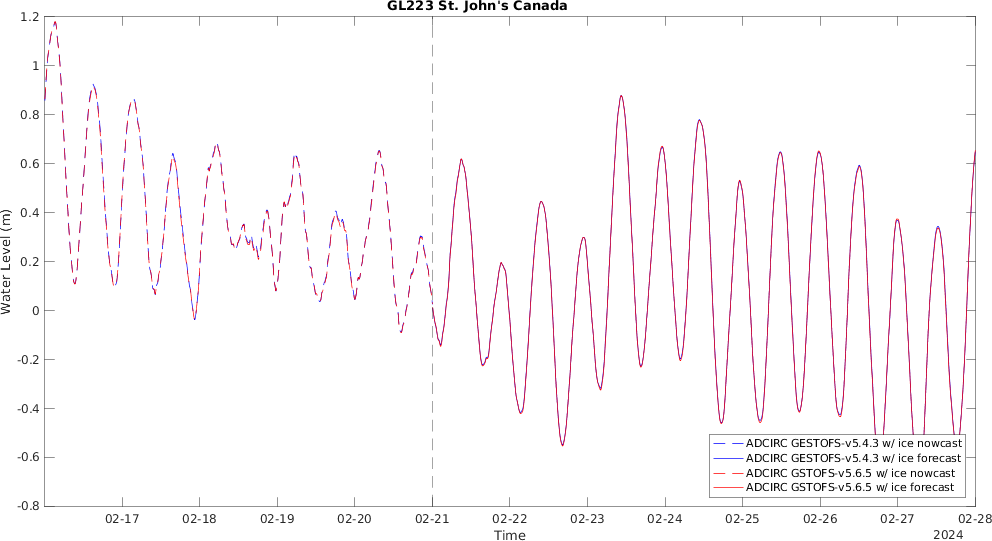 GL223 St. John's Canada
1.2
1
0.8
0.6
0.4
0.2
0
-0.2
-0.4
-0.6
-0.8
Water Level (m)
ADCIRC GESTOFS-v5.4.3 w/ ice nowcast
ADCIRC GESTOFS-v5.4.3 w/ ice forecast
ADCIRC GSTOFS-v5.6.5 w/ ice nowcast
ADCIRC GSTOFS-v5.6.5 w/ ice forecast
02-17 02-18 02-19 02-20 02-21 02-22 02-23 02-24 02-25 02-26 02-27 02-28
Time
2024